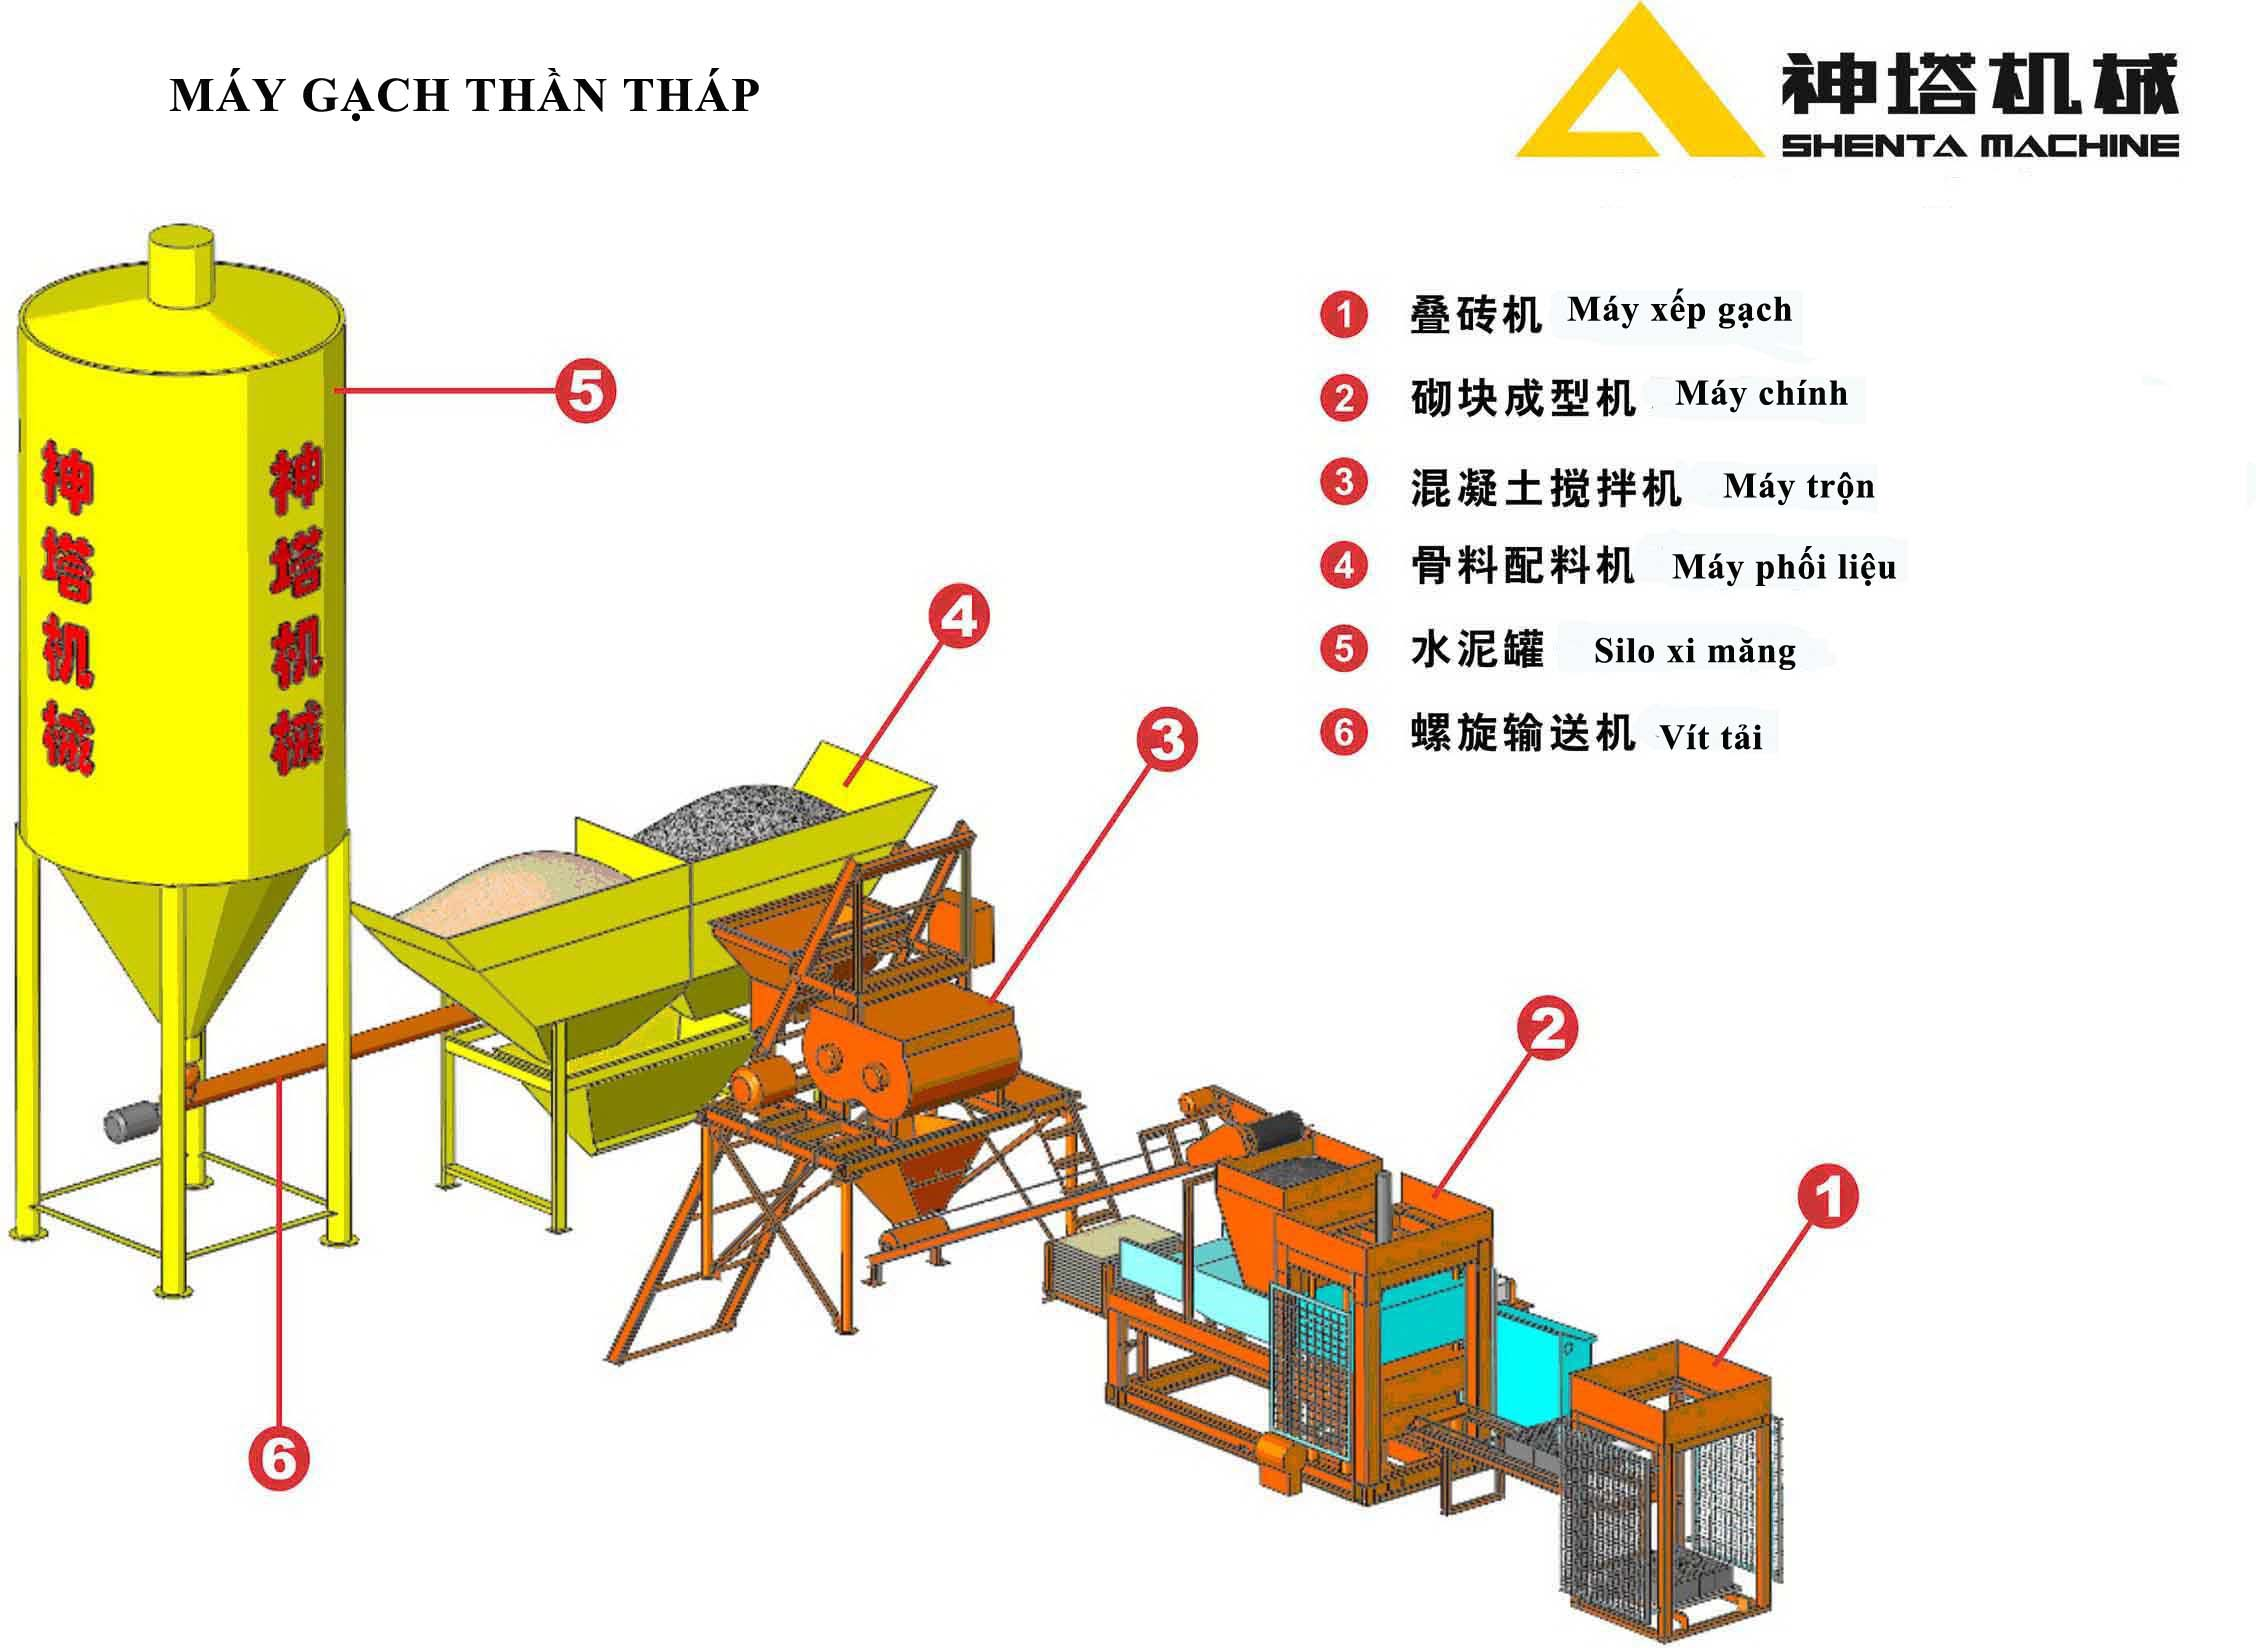 MÁY GẠCH THẦN THÁP
神塔机械
SHENTA MACHINE
1 叠砖机 Máy xếp gạch
2 砌块成型机 Máy chính
3 混凝土搅拌机 Máy trộn
4 骨料配料机 Máy phối liệu
5 水泥罐 Silo xi măng
6 螺旋输送机 Vít tải
5
神塔机械
神塔机械
4
3
2
1
6